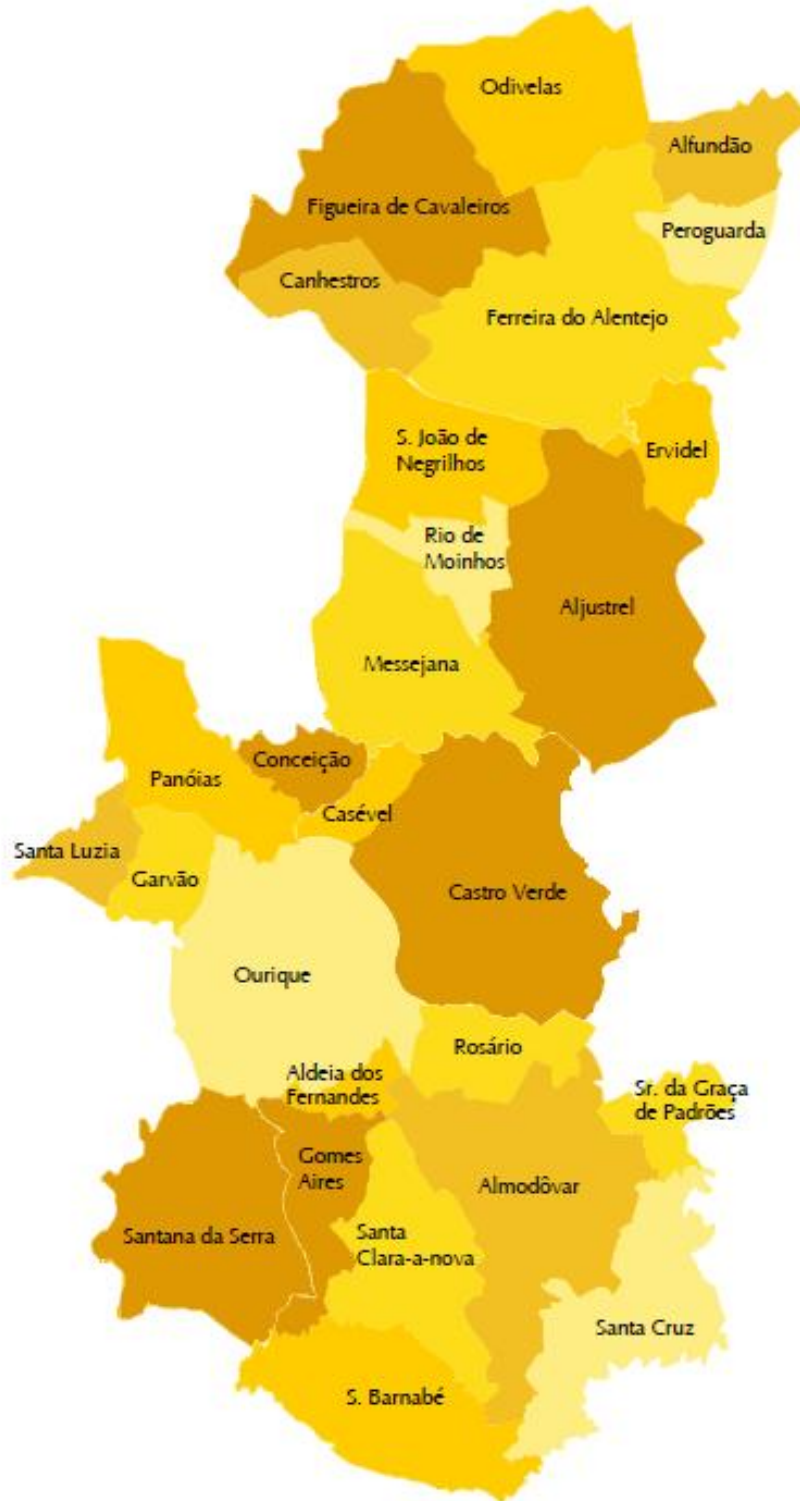 Odivelas
Alfundão
Figueira de Cavaleiros
Peroguarda
Canhestros
Ferreira do Alentejo
S. João de
Negrilhos
Ervidel
Rio de
Moinhos
Aljustrel
Messejana
Conceição
Panóias
Casével
Santa Luzia
Garvão
Castro Verde
Ourique
Rosário
Aldeia dos
Fernandes
Sr. da Graça
de Padrões
Gomes
Aires
Almodôvar
Santana da Serra
Santa
Clara-a-nova
Santa Cruz
S. Barnabé